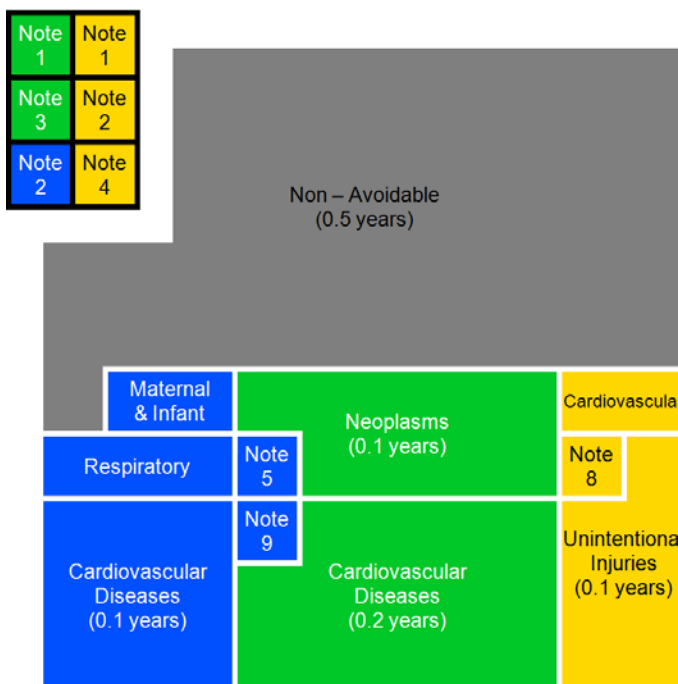 Note
1
Note
1
Note
3
Note
2
Note
2
Note
4
Non – Avoidable
(0.5 years)
Maternal
& Infant
Neoplasms
(0.1 years)
Cardiovascula
Respiratory
Note
5
Note
8
Note
9
Cardiovascular
Diseases
(0.1 years)
Cardiovascular
Diseases
(0.2 years)
Unintentiona
Injuries
(0.1 years)